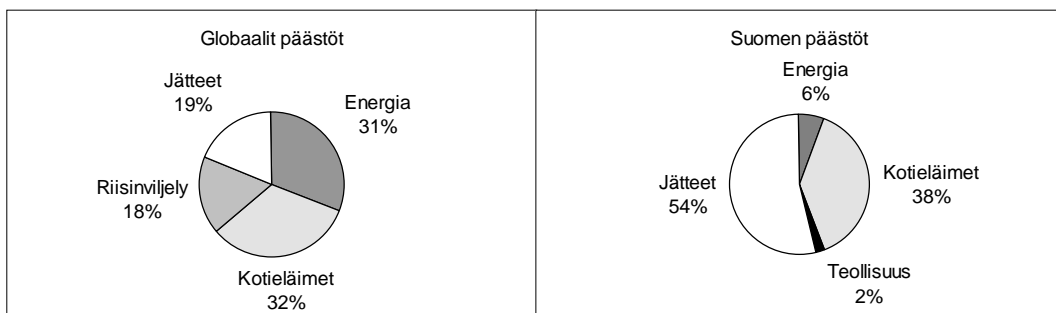 Globaalit päästöt
Jätteet
19%
Energia
31%
Riisinviljely
18%
Kotieläimet
32%
Suomen päästöt
Energia
6%
Jätteet
54%
Kotieläimet
38%
Teollisuus
2%